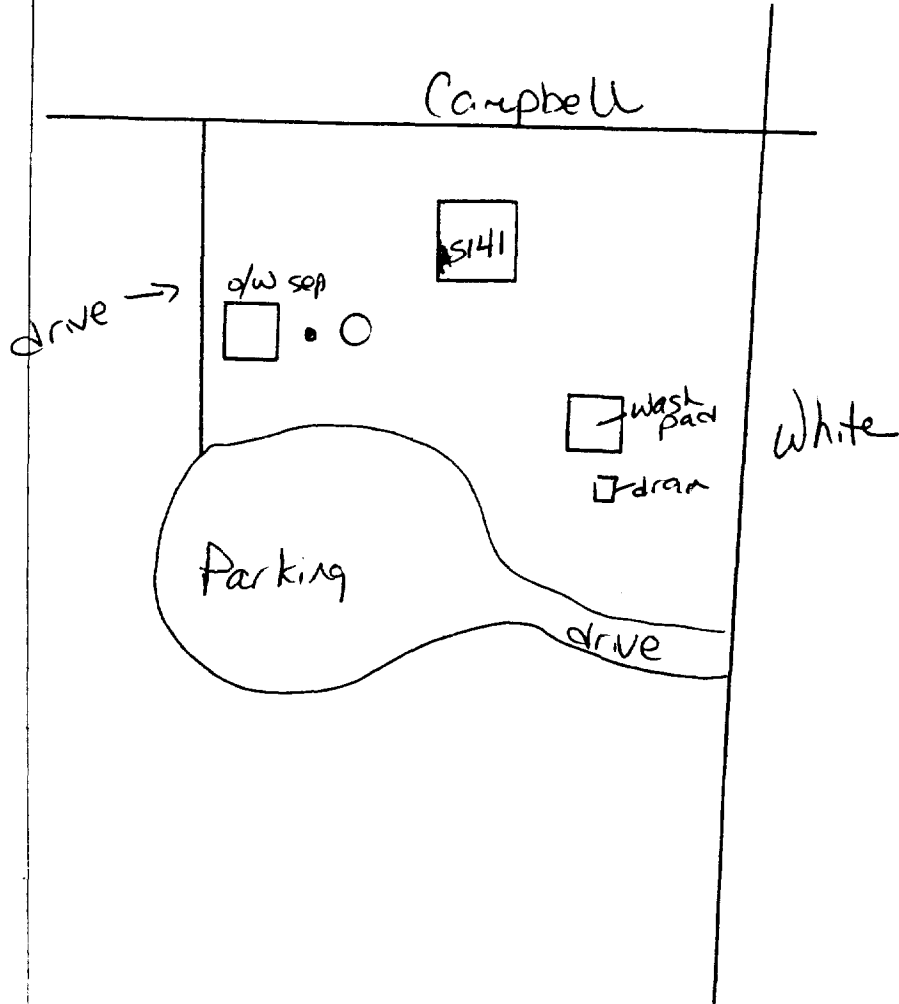 Campbell
5141
o/w sep
drive
wash
pad
White
drain
Parking
drive